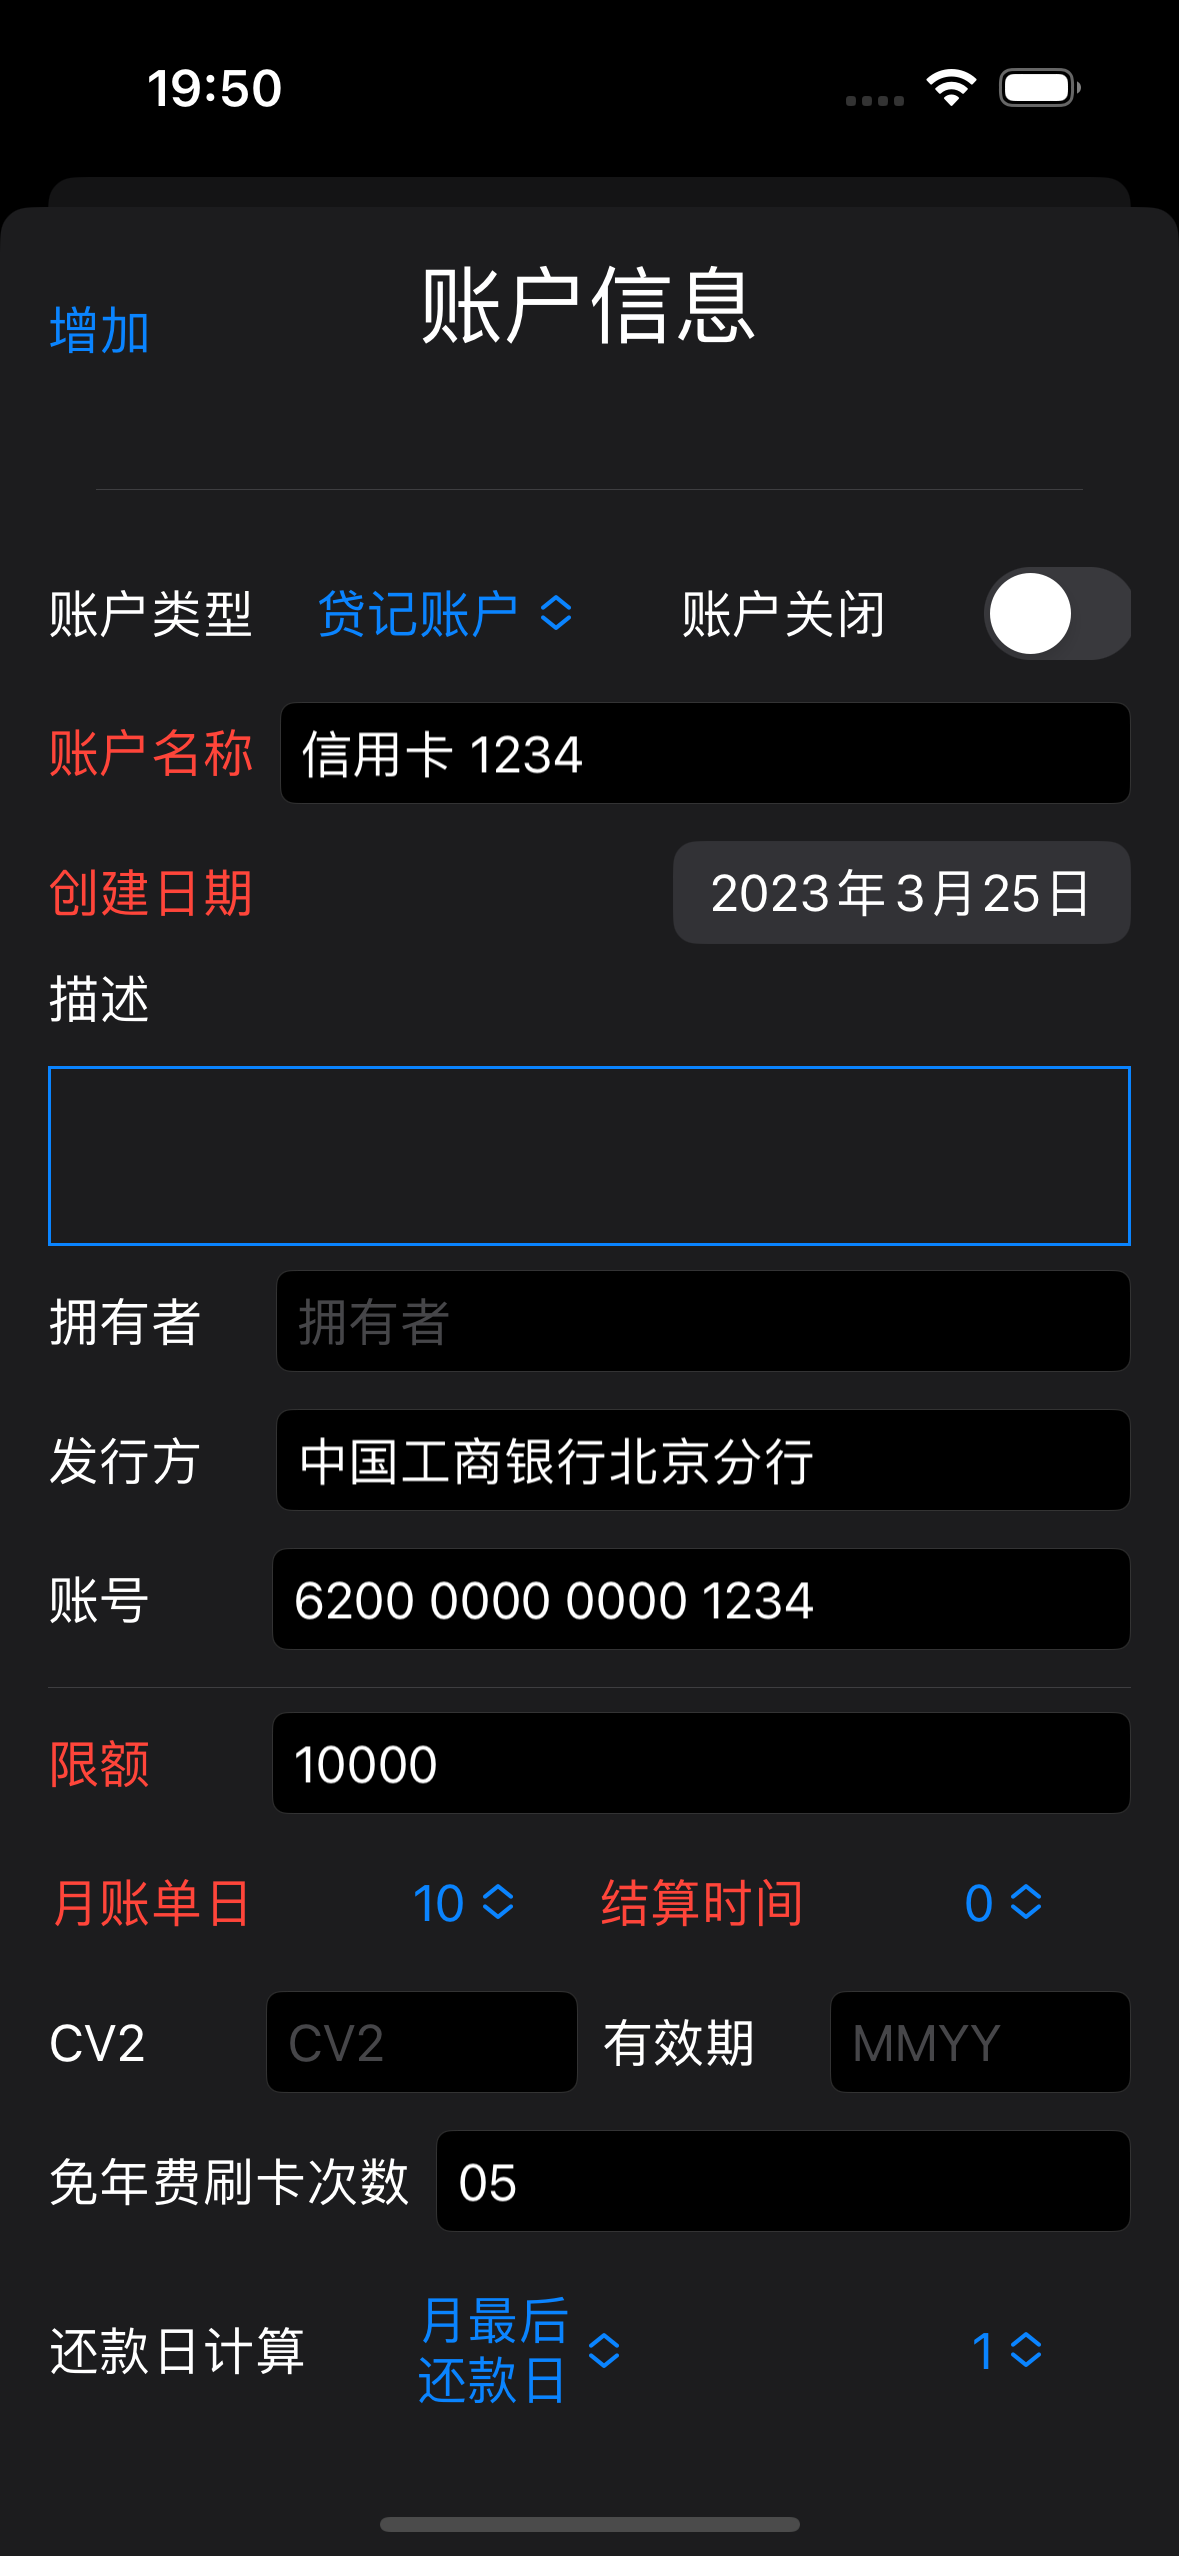 19:50
增加
账户信息
账户类型 贷记账户 账户关闭
账户名称 信用卡 1234
创建日期 2023年3月25日
描述
拥有者 拥有者
发行方 中国工商银行北京分行
账号 6200 0000 0000 1234
限额 10000
月账单日 10 结算时间 0
CV2 CV2 有效期 MMYY
免年费刷卡次数 05
还款日计算 月最后 1
还款日